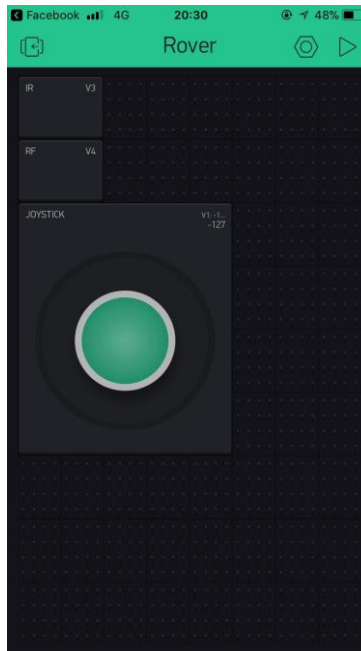 Facebook 4G 20:30 48%
Rover
IR V3
RF V4
JOYSTICK V1: -1...
-127